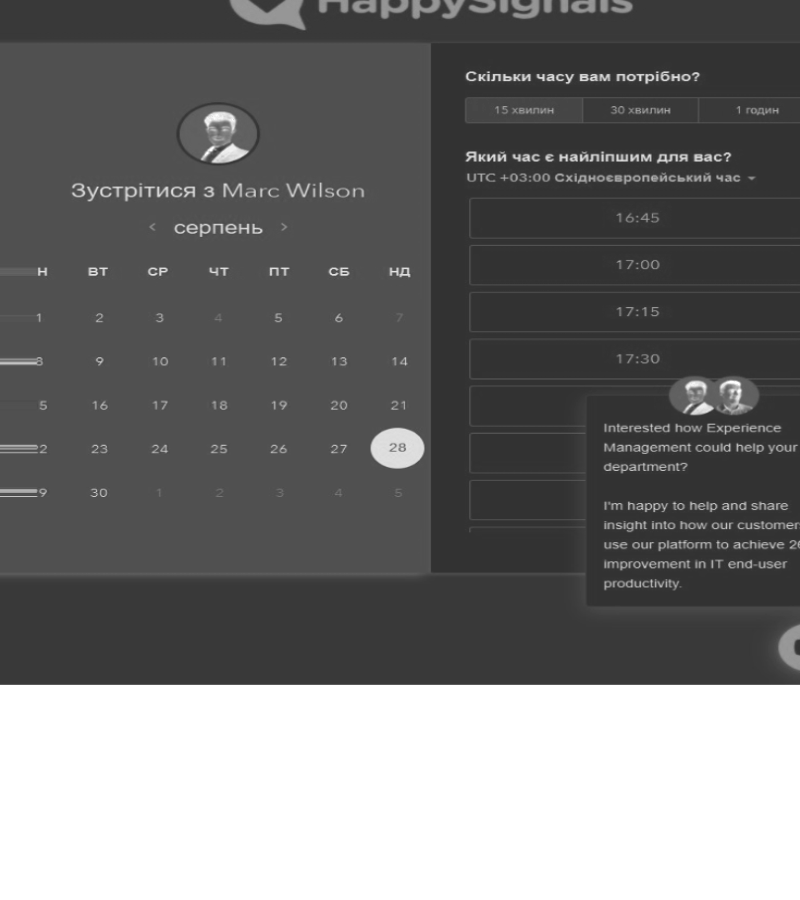 HappySignals
Зустрітися з Marc Wilson
серпень
Н ВТ СР ЧТ ПТ СБ НД
1 2 3 4 5 6 7
8 9 10 11 12 13 14
5 16 17 18 19 20 21
2 23 24 25 26 27 28
9 30 1 2 3 4 5
Скільки часу вам потрібно?
15 хвилин 30 хвилин 1 годин
Який час є найліпшим для вас?
UTC +03:00 Східноєвропейський час
16:45
17:00
17:15
17:30
Interested how Experience
Management could help your
department?
I'm happy to help and share
insight into how our customers
use our platform to achieve 26
improvement in IT end-user
productivity.